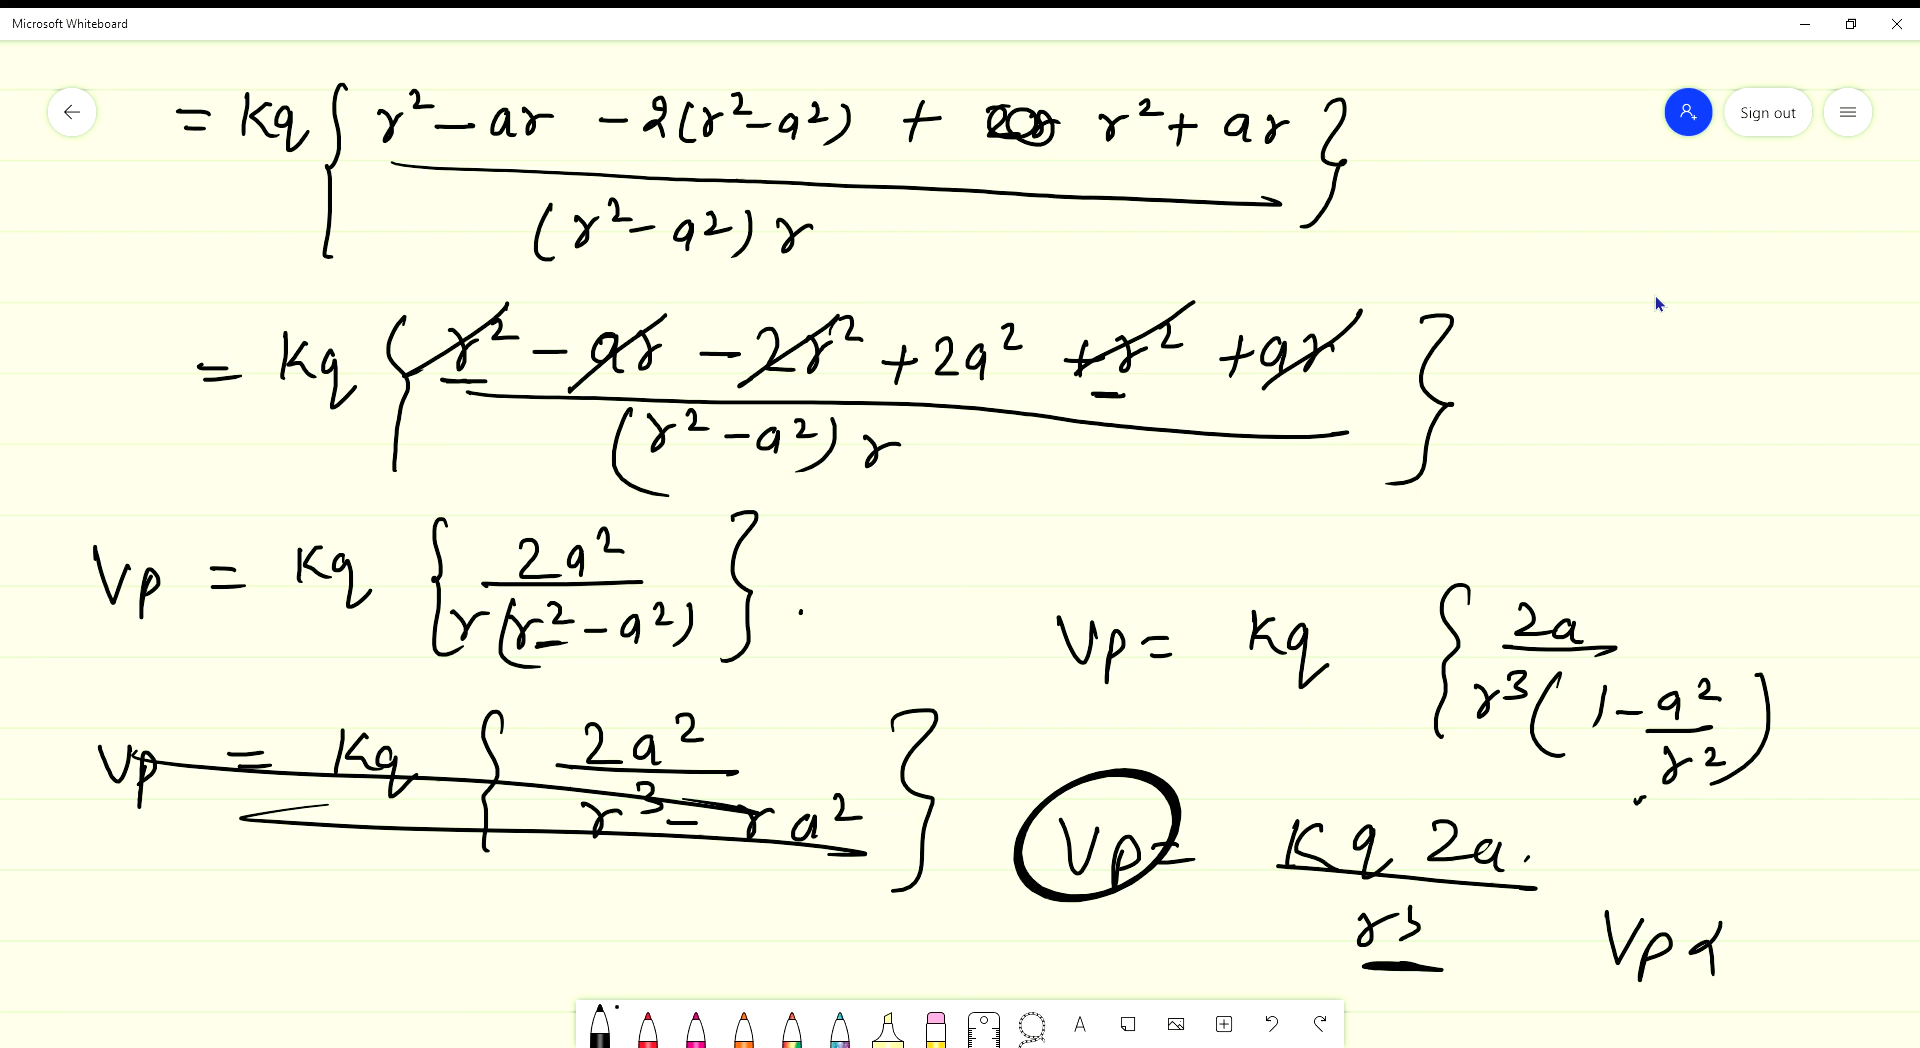 Microsoft Whiteboard
Sign out
= Kq { r² - ar - 2(r² - a²) + r² + ar }
(r² - a²) r
= Kq { r² - ar - 2r² + 2a² + r² + ar }
(r² - a²) r
Vp = Kq { 2a² / r(r² - a²) } .
Vp = Kq { 2a² / r³ - ra² }
Vp = Kq { 2a / r³(1 - a²/r²)
Vp = Kq 2a .
r³
Vp α
A